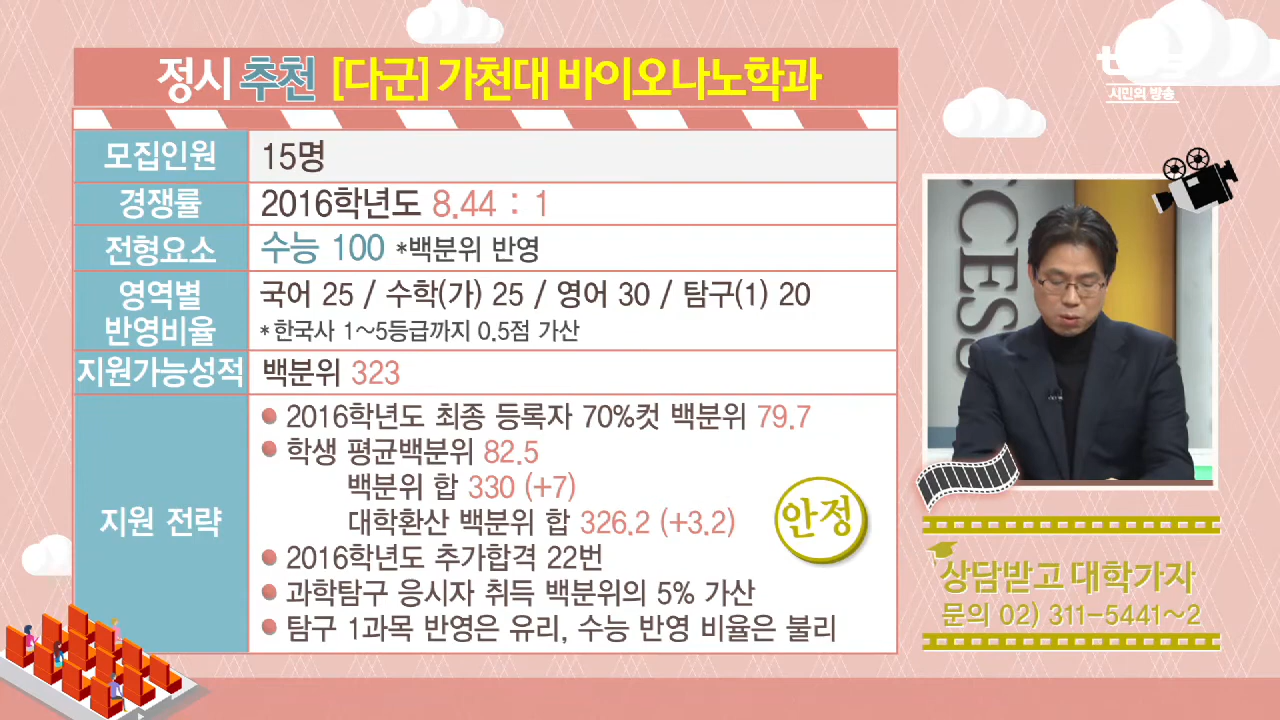 정시 추천 [다군] 가천대 바이오나노학과
시민의 방송
모집인원 15명
경쟁률 2016학년도 8.44 : 1
전형요소 수능 100 *백분위 반영
영역별 반영비율 국어 25 / 수학(가) 25 / 영어 30 / 탐구(1) 20
*한국사 1~5등급까지 0.5점 가산
지원가능성적 백분위 323
지원 전략
2016학년도 최종 등록자 70%컷 백분위 79.7
학생 평균백분위 82.5
백분위 합 330 (+7)
대학환산 백분위 합 326.2 (+3.2)
안정
2016학년도 추가합격 22번
과학탐구 응시자 취득 백분위의 5% 가산
탐구 1과목 반영은 유리, 수능 반영 비율은 불리
CESS
상담받고 대학가자
문의 02) 311-5441~2